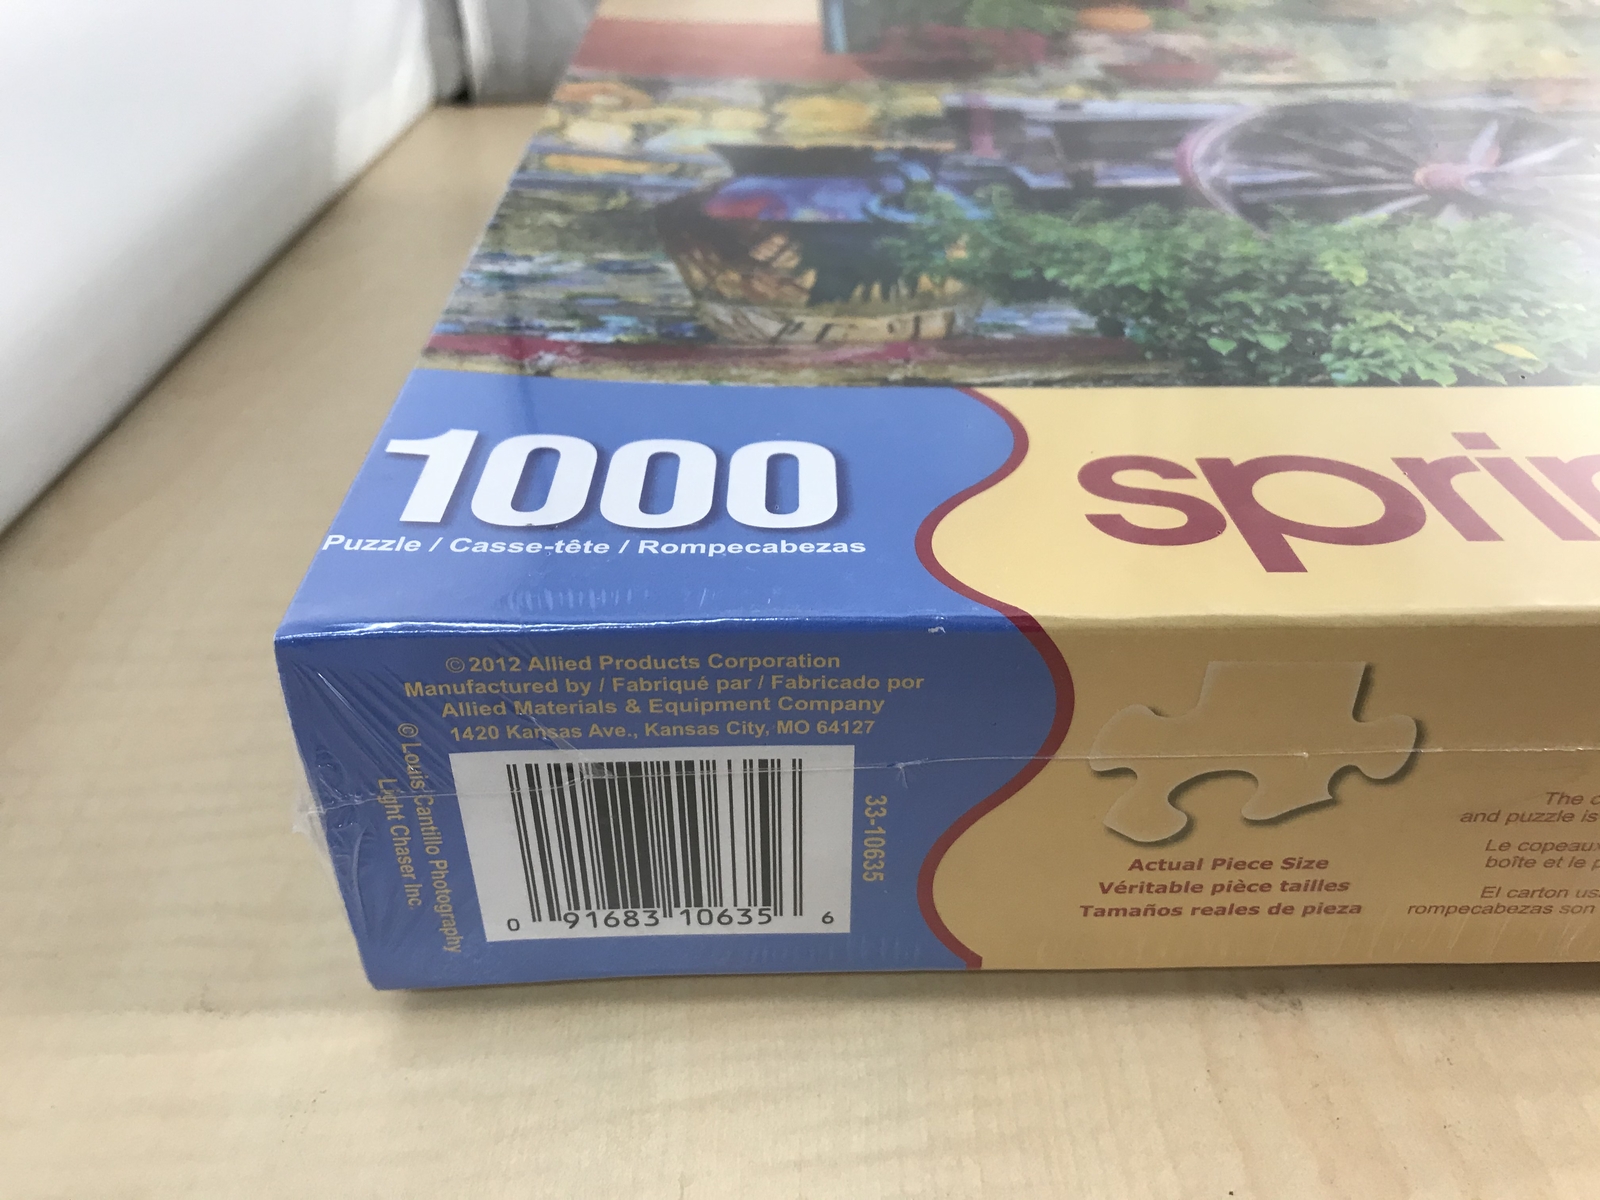 1000
Puzzle / Casse-tête / Rompecabezas
© 2012 Allied Products Corporation
Manufactured by / Fabriqué par / Fabricado por
Allied Materials & Equipment Company
1420 Kansas Ave., Kansas City, MO 64127
© Louis Cantillo Photography
Light Chaser Inc.
0 91683 10635 6
33-10635
Actual Piece Size
Véritable pièce tailles
Tamaños reales de pieza
The
and puzzle is
Le copeaux
boîte et le
El carton
rompecabezas son